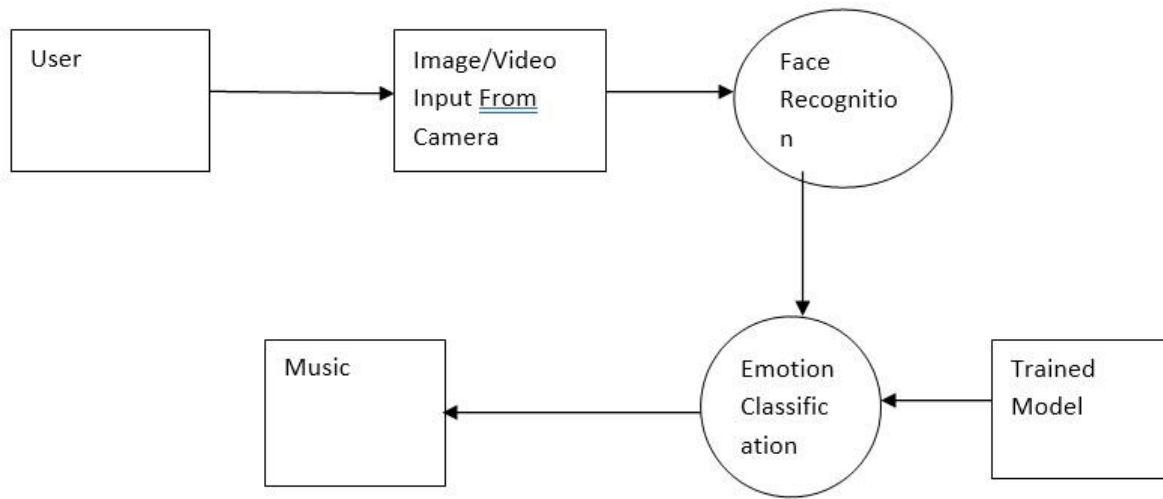 User
Image/Video
Input From
Camera
Face
Recognitio
n
Music
Emotion
Classific
ation
Trained
Model